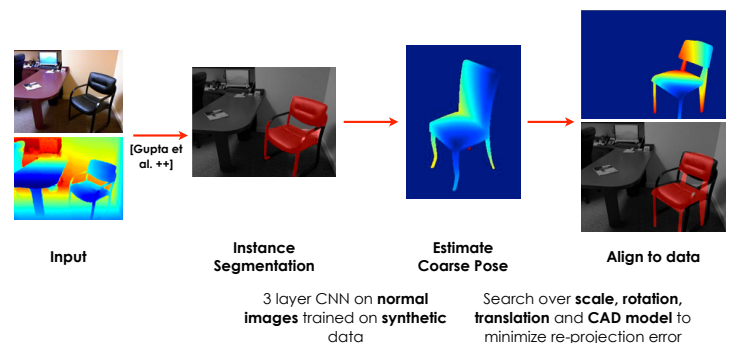 [Gupta et
al. ++]
Input
Instance
Segmentation
Estimate
Coarse Pose
Align to data
3 layer CNN on normal
images trained on synthetic
data
Search over scale, rotation,
translation and CAD model to
minimize re-projection error